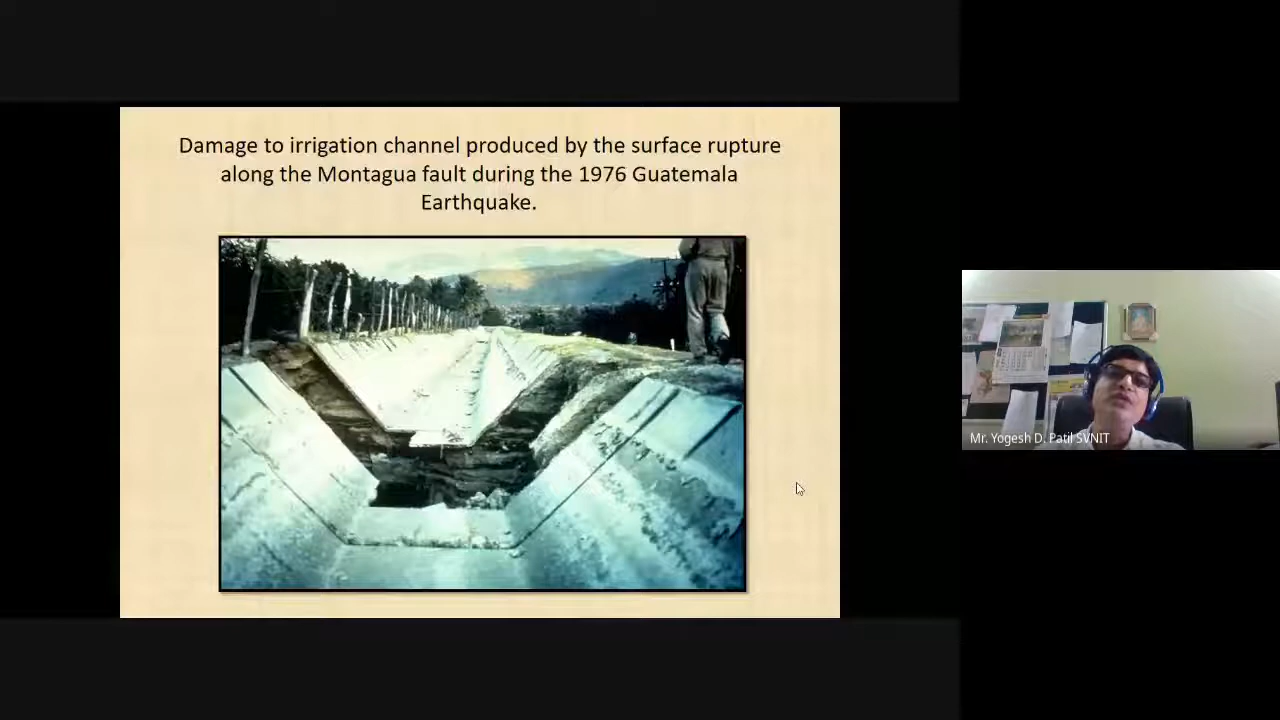 Damage to irrigation channel produced by the surface rupture
along the Montagua fault during the 1976 Guatemala
Earthquake.
Mr. Yogesh D. Patil SVNIT